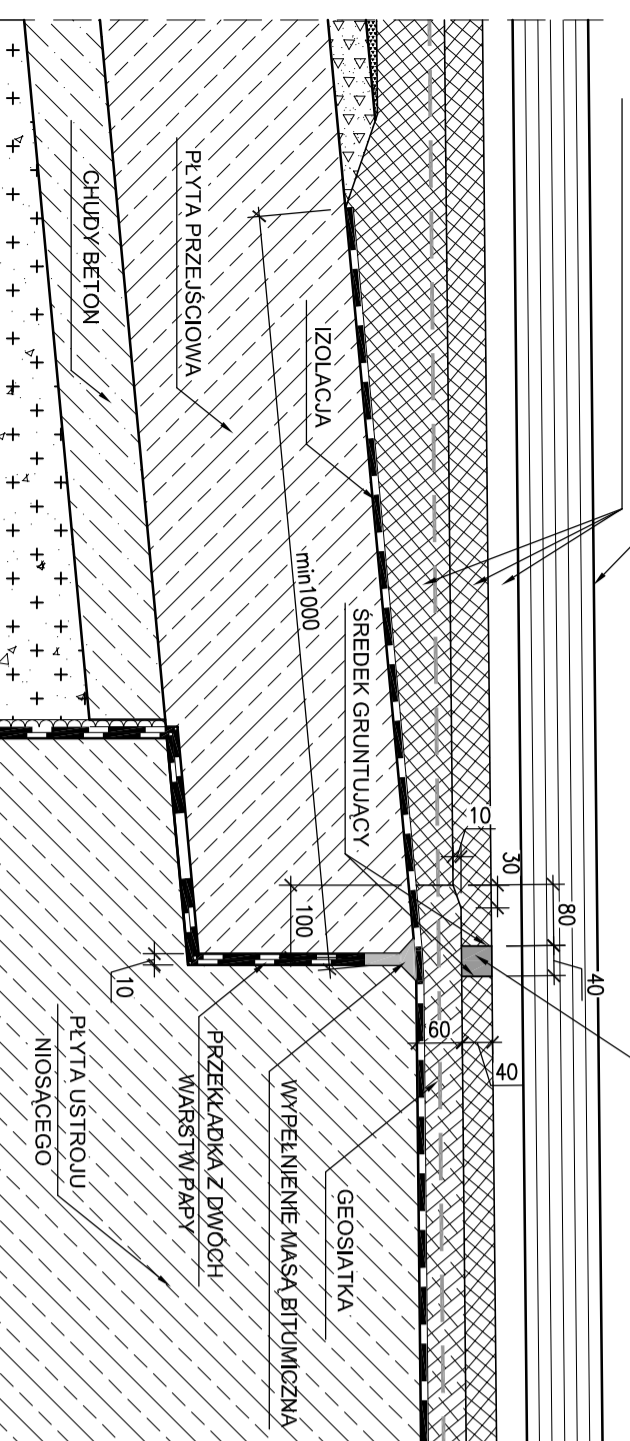 CHUDY BETON
PŁYTA PRZEJŚCIOWA
IZOLACJA
min1000
ŚREDEK GRUNTUJĄCY
10
30
80
40
100
10
60
40
PŁYTA USTROJU
NIOSĄCEGO
PRZEKŁADKA Z DWÓCH
WARSTW PAPY
WYPEŁNIENIE MASĄ BITUMICZNA
GEOSIATKA